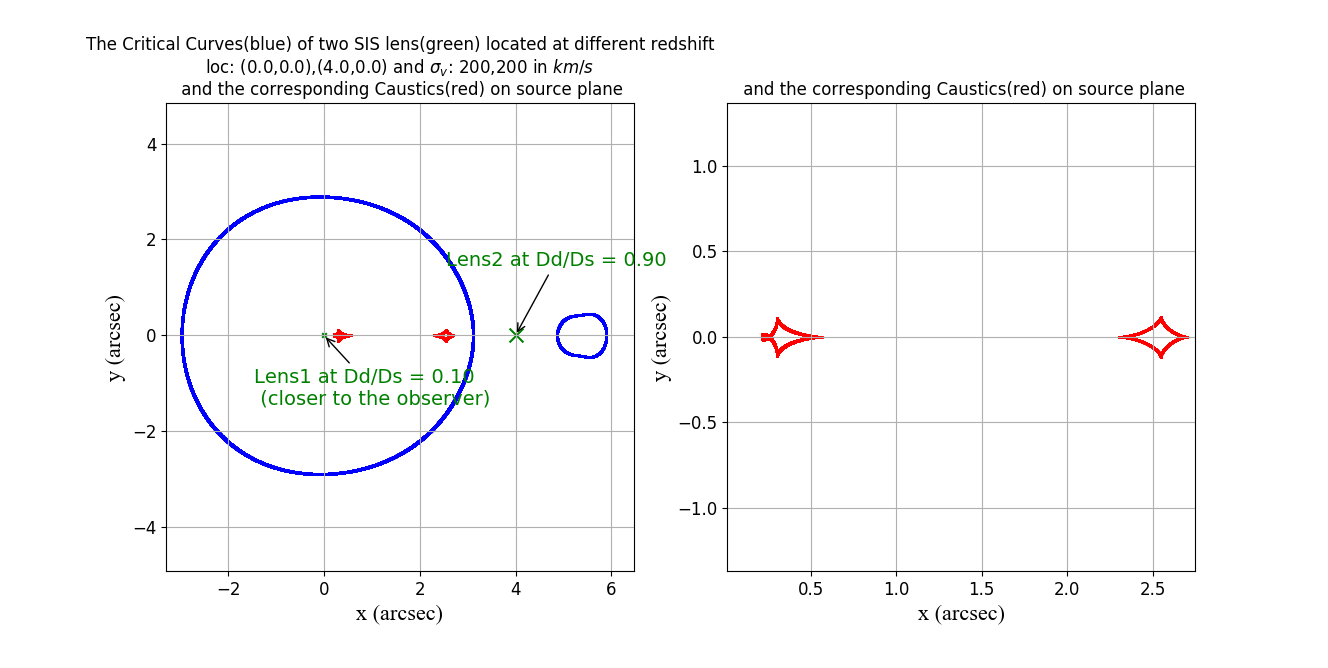 The Critical Curves(blue) of two SIS lens(green) located at different redshift
loc: (0.0,0.0),(4.0,0.0) and σ_v: 200,200 in km/s
and the corresponding Caustics(red) on source plane
and the corresponding Caustics(red) on source plane
4
2
0
−2
−4
y (arcsec)
Lens2 at Dd/Ds = 0.90
Lens1 at Dd/Ds = 0.10
(closer to the observer)
−2
0
2
4
6
x (arcsec)
1.0
0.5
0.0
−0.5
−1.0
y (arcsec)
0.5
1.0
1.5
2.0
2.5
x (arcsec)